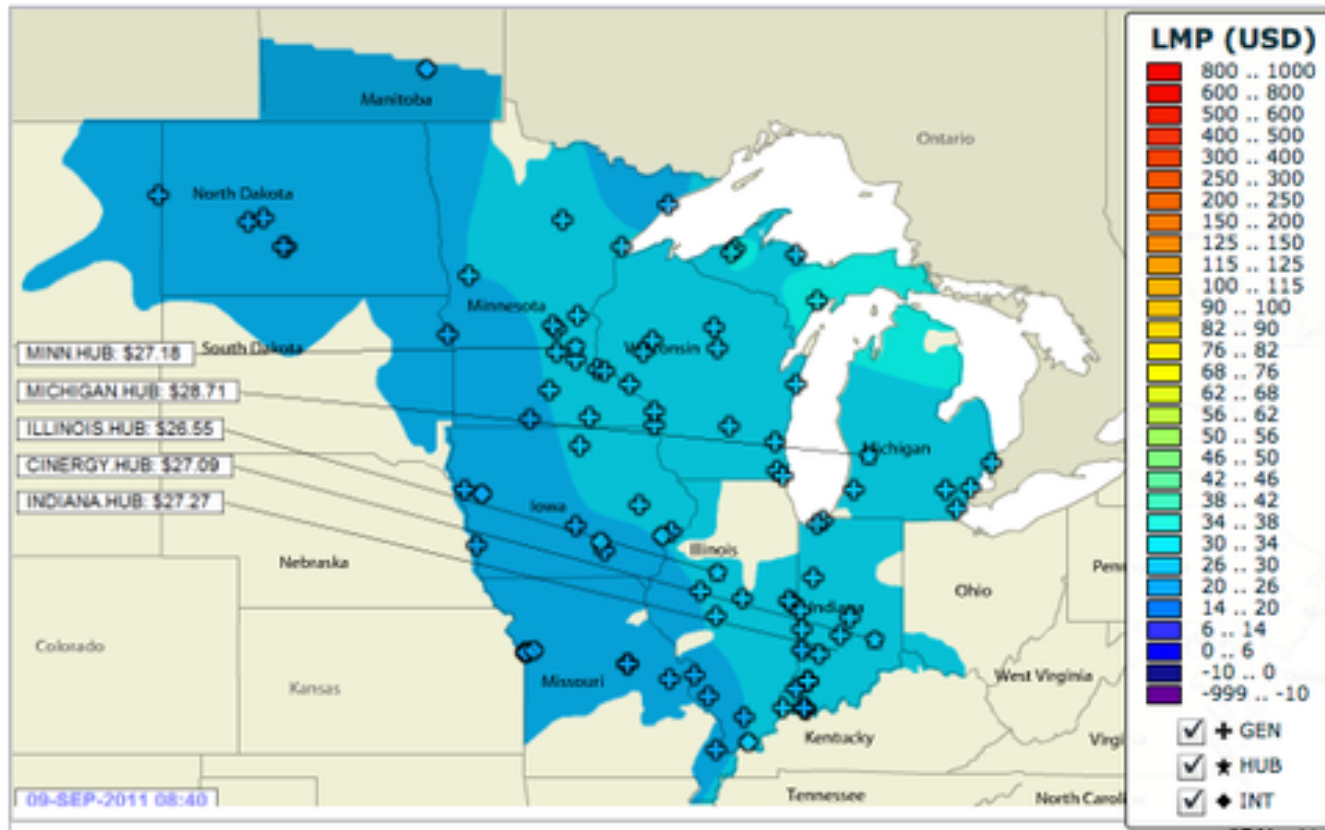 LMP (USD)
800 .. 1000
600 .. 800
500 .. 600
400 .. 500
300 .. 400
250 .. 300
200 .. 250
150 .. 200
125 .. 150
115 .. 125
100 .. 115
90 .. 100
82 .. 90
76 .. 82
68 .. 76
62 .. 68
56 .. 62
50 .. 56
46 .. 50
42 .. 46
38 .. 42
34 .. 38
30 .. 34
26 .. 30
20 .. 26
14 .. 20
6 .. 14
0 .. 6
-10 .. 0
-999 .. -10
GEN
HUB
INT
Manitoba
Ontario
North Dakota
Minnesota
South Dakota
Wisconsin
MINN.HUB: $27.18
MICHIGAN.HUB: $28.71
ILLINOIS.HUB: $26.55
CINERGY.HUB: $27.09
INDIANA.HUB: $27.27
Michigan
Iowa
Illinois
Nebraska
Indiana
Ohio
Penn
Colorado
Kansas
Missouri
West Virginia
Kentucky
Virgi
Tennessee
North Carol
09-SEP-2011 08:40